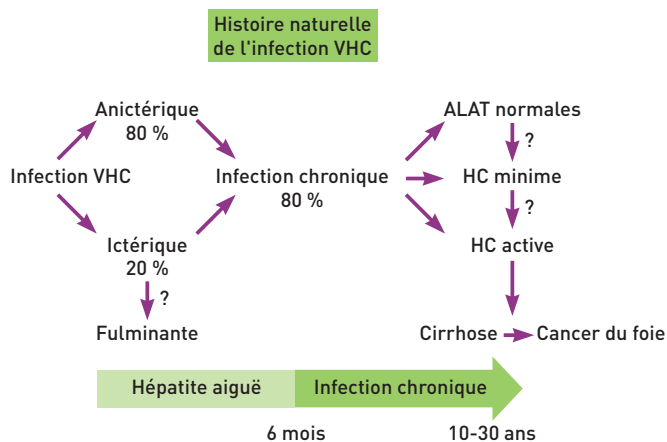 Histoire naturelle
de l'infection VHC
Anictérique
80 %
ALAT normales
?
Infection VHC
Infection chronique
80 %
HC minime
?
Ictérique
20 %
HC active
?
Fulminante
Cirrhose
Cancer du foie
Hépatite aiguë
Infection chronique
6 mois
10-30 ans